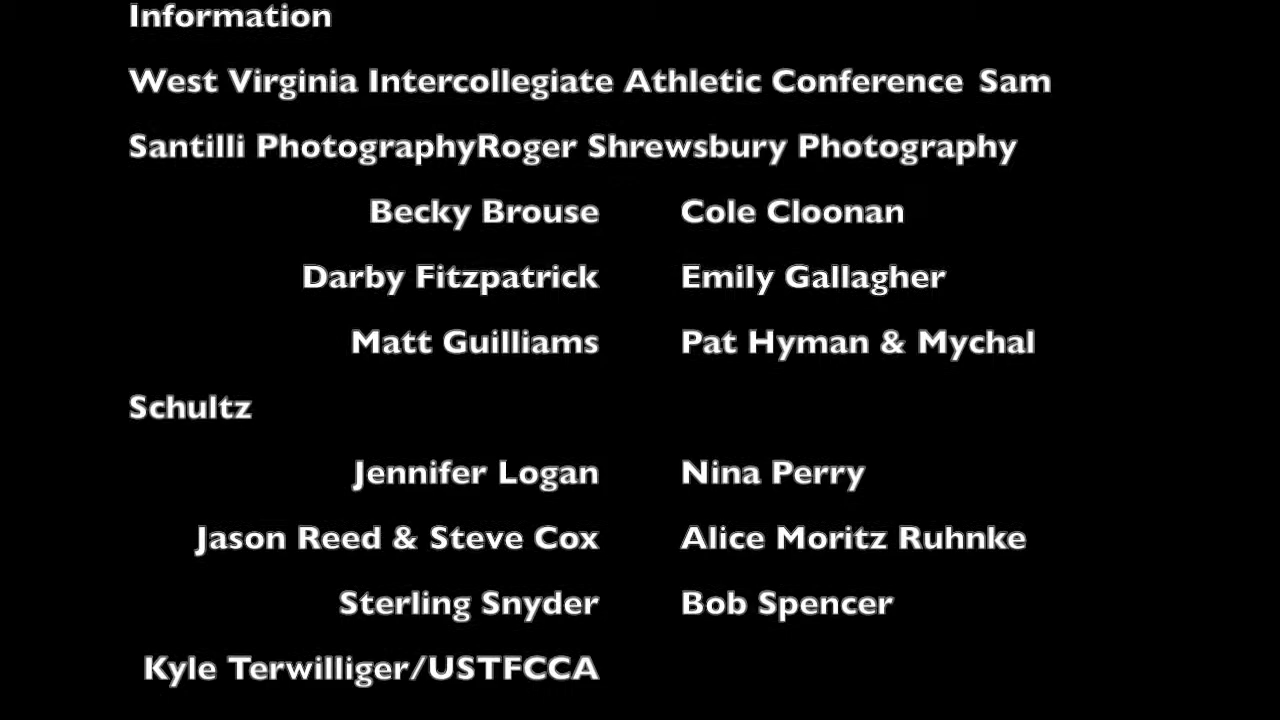 Information
West Virginia Intercollegiate Athletic Conference Sam
Santilli PhotographyRoger Shrewsbury Photography
Becky Brouse Cole Cloonan
Darby Fitzpatrick Emily Gallagher
Matt Guilliams Pat Hyman & Mychal
Schultz
Jennifer Logan Nina Perry
Jason Reed & Steve Cox Alice Moritz Ruhnke
Sterling Snyder Bob Spencer
Kyle Terwilliger/USTFCCA